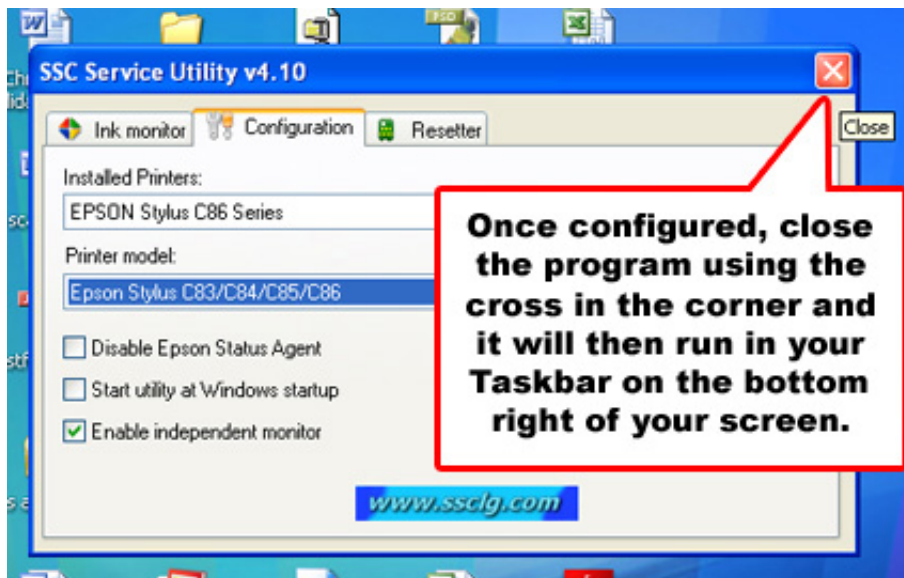 SSC Service Utility v4.10
Ink monitor Configuration Resetter
Close
Installed Printers:
EPSON Stylus C86 Series
Printer model:
Epson Stylus C83/C84/C85/C86
Disable Epson Status Agent
Start utility at Windows startup
Enable independent monitor
Once configured, close
the program using the
cross in the corner and
it will then run in your
Taskbar on the bottom
right of your screen.
www.ssclg.com